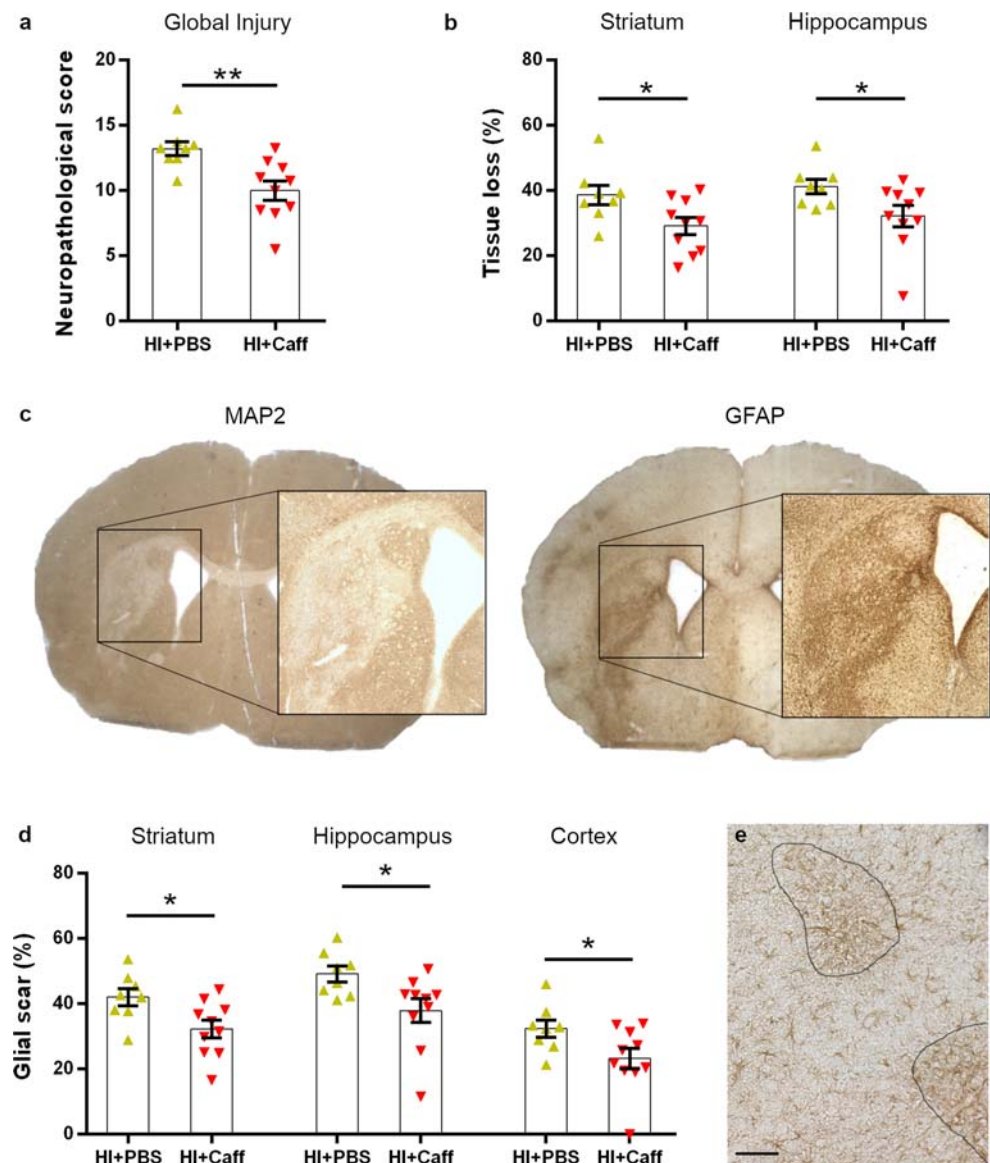 a
Global Injury
Neuropathological score
20
15
10
5
0
**
HI+PBS
HI+Caff
b
Striatum
Hippocampus
Tissue loss (%)
80
60
40
20
0
*
*
HI+PBS
HI+Caff
HI+PBS
HI+Caff
c
MAP2
GFAP
d
Striatum
Hippocampus
Cortex
Glial scar (%)
80
60
40
20
0
*
*
*
HI+PBS
HI+Caff
HI+PBS
HI+Caff
HI+PBS
HI+Caff
e